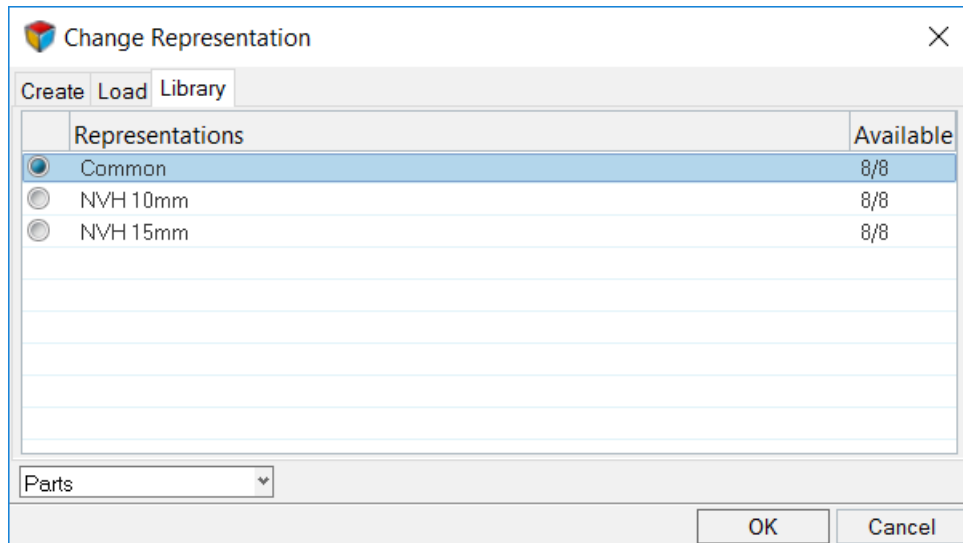 Change Representation
Create Load Library
Representations Available
Common 8/8
NVH 10mm 8/8
NVH 15mm 8/8
Parts
OK Cancel